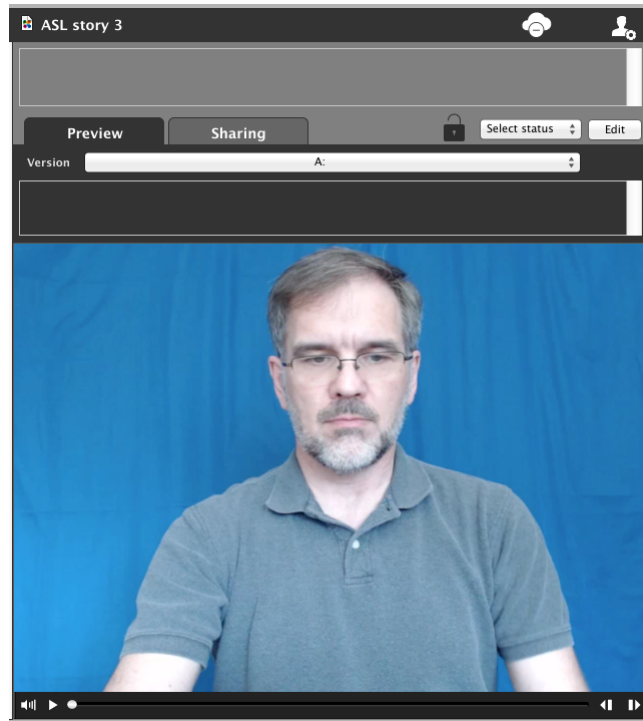 ASL story 3
Preview
Sharing
Select status
Edit
Version
A: